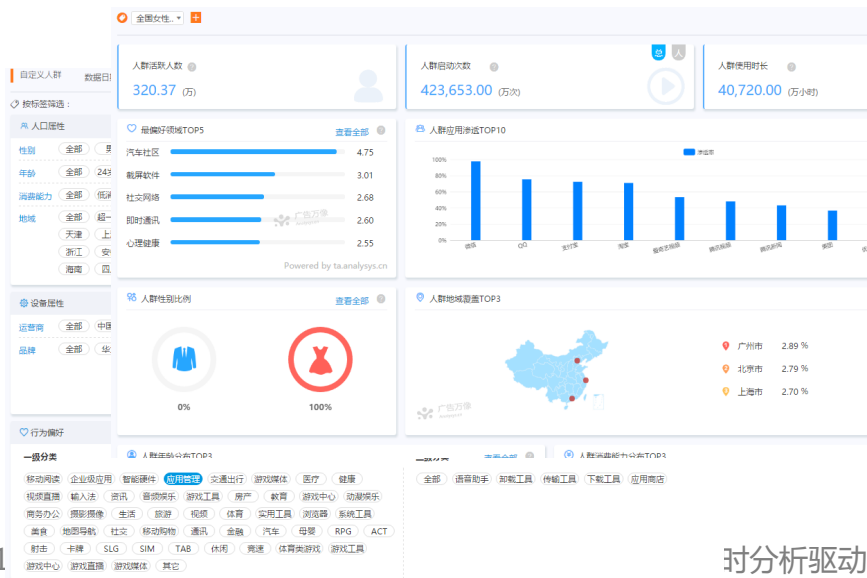 全国女性..
人群活跃人数
320.37 (万)
人群启动次数
总 人
423,653.00 (万次)
人群使用时长
40,720.00 (万小时)
自定义人群 数据日
按标签筛选：
人口属性
性别 全部
年龄 全部 24
消费能力 全部 低
地域 全部 超一
天津 上
浙江 安
海南 四
设备属性
运营商 全部 中国
品牌 全部 华
最偏好领域TOP5 查看全部
汽车社区 4.75
截屏软件 3.01
社交网络 2.68
即时通讯 2.60
心理健康 2.55
广告万像
Powered by ta.analysys.cn
人群应用渗透TOP10
渗透率
100%
80%
60%
40%
20%
0%
微信 QQ 支付宝 淘宝 爱奇艺视频 腾讯视频 腾讯新闻 美团
人群性别比例 查看全部
0% 100%
人群地域覆盖TOP3
广州市 2.89 %
北京市 2.79 %
上海市 2.70 %
广告万像
人群年龄分布TOP3
人群消费能力分布TOP3
行为偏好
一级分类
移动阅读 企业级应用 智能硬件 应用管理 交通出行 游戏媒体 医疗 健康
视频直播 输入法 资讯 音频娱乐 游戏工具 房产 教育 游戏中心 动漫娱乐
商务办公 摄影摄像 生活 旅游 视频 体育 实用工具 浏览器 系统工具
美食 地图导航 社交 移动购物 通讯 金融 汽车 母婴 RPG ACT
射击 卡牌 SLG SIM TAB 休闲 竞速 体育类游戏 游戏工具
游戏中心 游戏直播 游戏媒体 其它
全部 语音助手 卸载工具 传输工具 下载工具 应用商店
时分析驱动